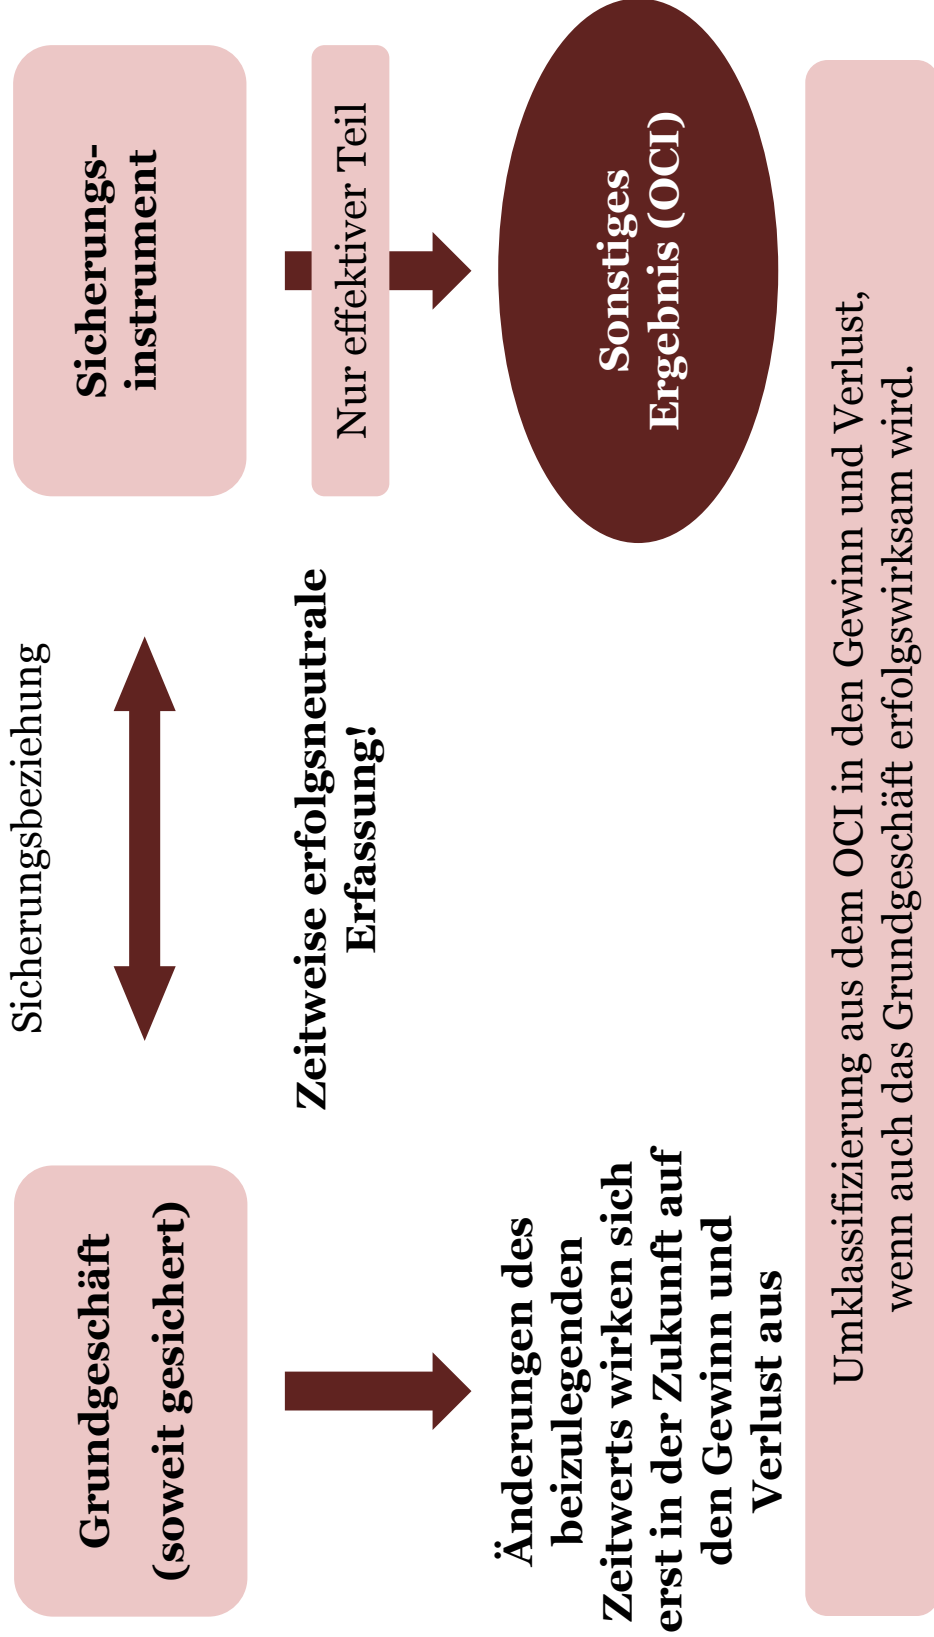 Grundgeschäft
(soweit gesichert)
Sicherungsbeziehung
Sicherungs-
instrument
Zeitweise erfolgsneutrale
Erfassung!
Nur effektiver Teil
Änderungen des
beizulegenden
Zeitwerts wirken sich
erst in der Zukunft auf
den Gewinn und
Verlust aus
Sonstiges
Ergebnis (OCI)
Umklassifizierung aus dem OCI in den Gewinn und Verlust,
wenn auch das Grundgeschäft erfolgswirksam wird.